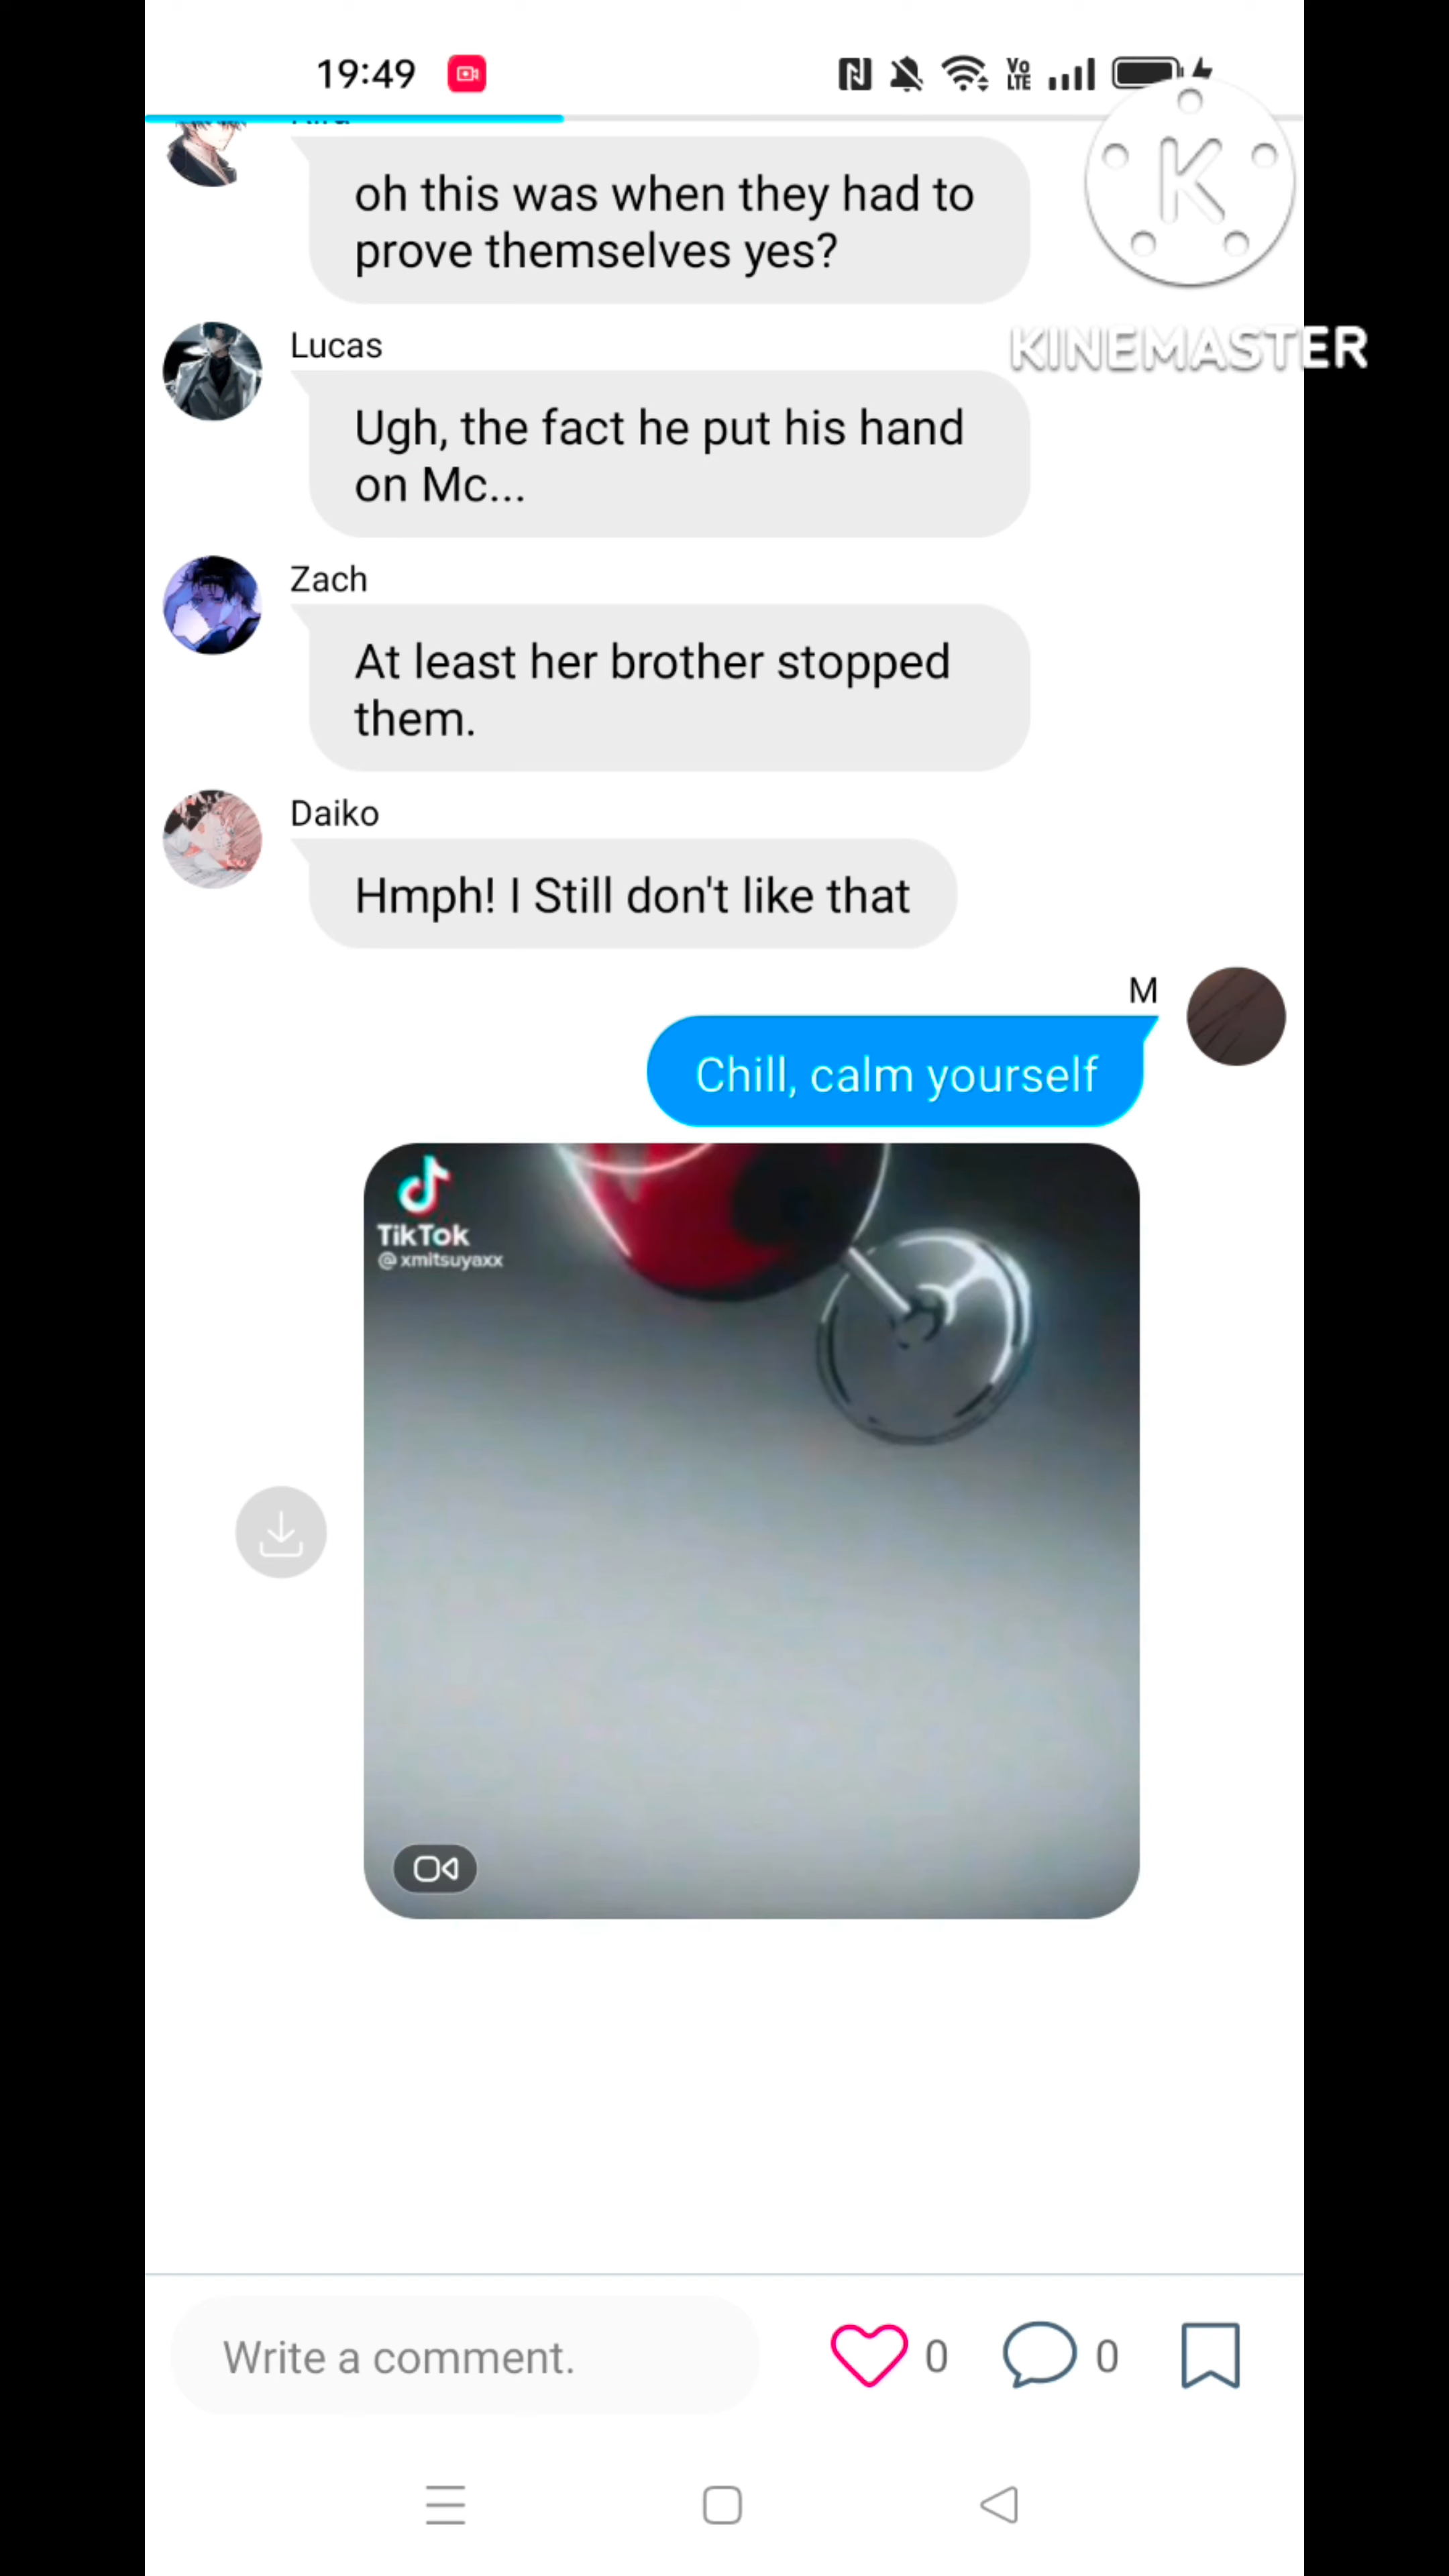 19:49
Vo
LTE
K
KINEMASTER
oh this was when they had to
prove themselves yes?
Lucas
Ugh, the fact he put his hand
on Mc...
Zach
At least her brother stopped
them.
Daiko
Hmph! I Still don't like that
M
Chill, calm yourself
TikTok
@xmitsuyaxx
Write a comment.
0
0